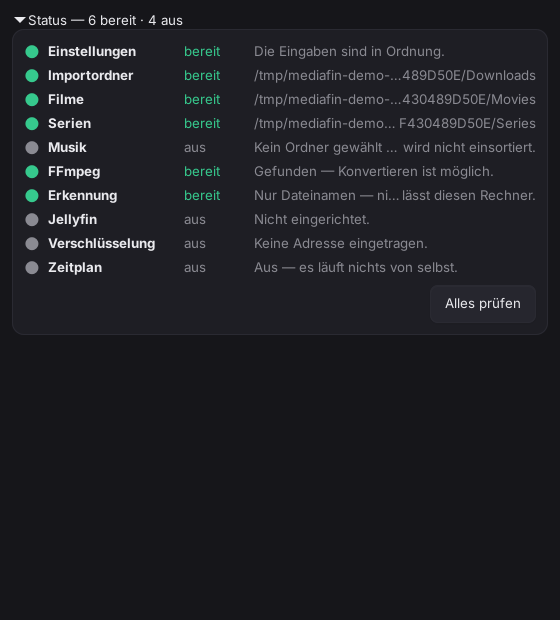 Status — 6 bereit · 4 aus
Einstellungen bereit Die Eingaben sind in Ordnung.
Importordner bereit /tmp/mediafin-demo-…489D50E/Downloads
Filme bereit /tmp/mediafin-demo-…430489D50E/Movies
Serien bereit /tmp/mediafin-demo… F430489D50E/Series
Musik aus Kein Ordner gewählt … wird nicht einsortiert.
FFmpeg bereit Gefunden — Konvertieren ist möglich.
Erkennung bereit Nur Dateinamen — ni… lässt diesen Rechner.
Jellyfin aus Nicht eingerichtet.
Verschlüsselung aus Keine Adresse eingetragen.
Zeitplan aus Aus — es läuft nichts von selbst.
Alles prüfen